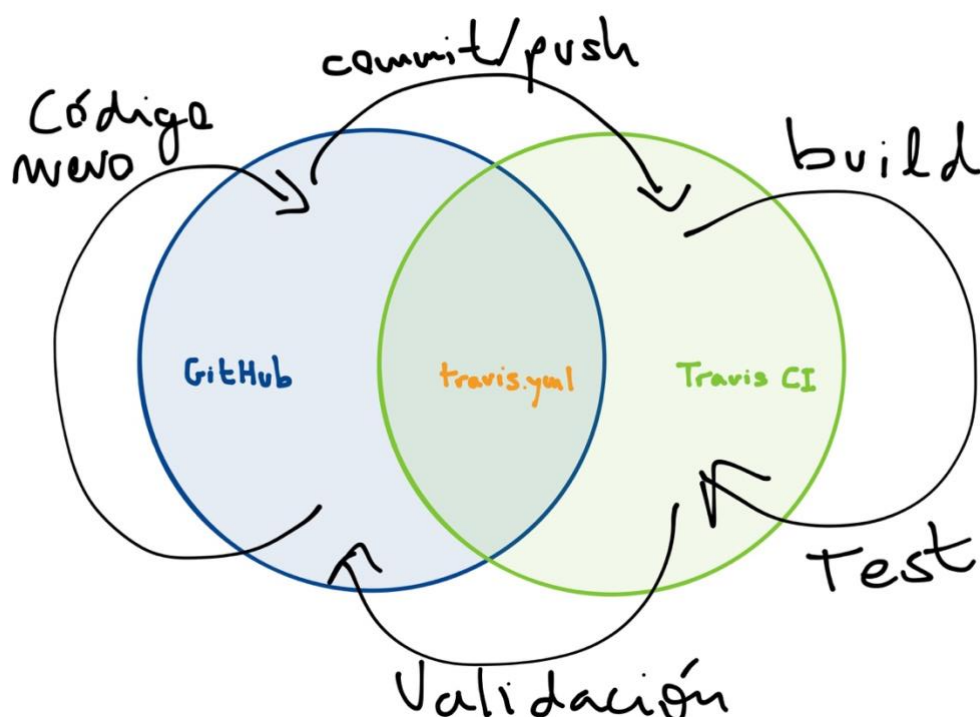 commit/push
Código
nuevo
build
GitHub
travis.yml
Travis CI
Test
Validación